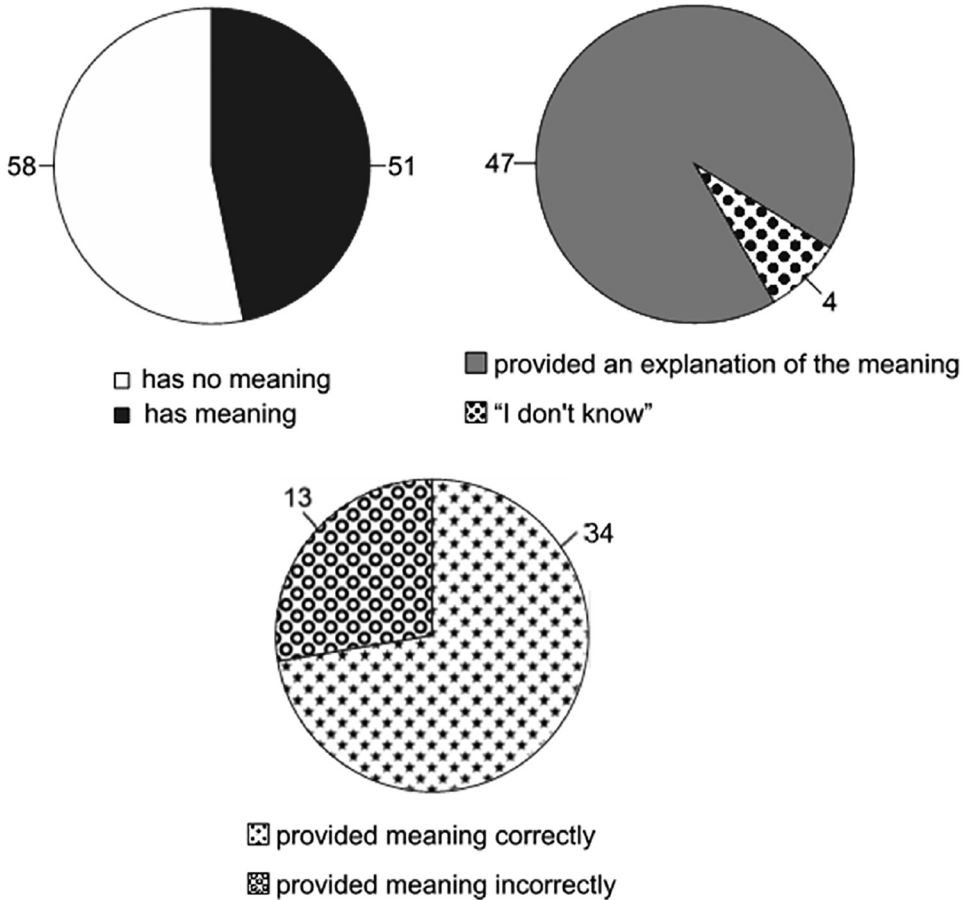 58
51
has no meaning
has meaning
47
4
provided an explanation of the meaning
“I don't know”
13
34
provided meaning correctly
provided meaning incorrectly